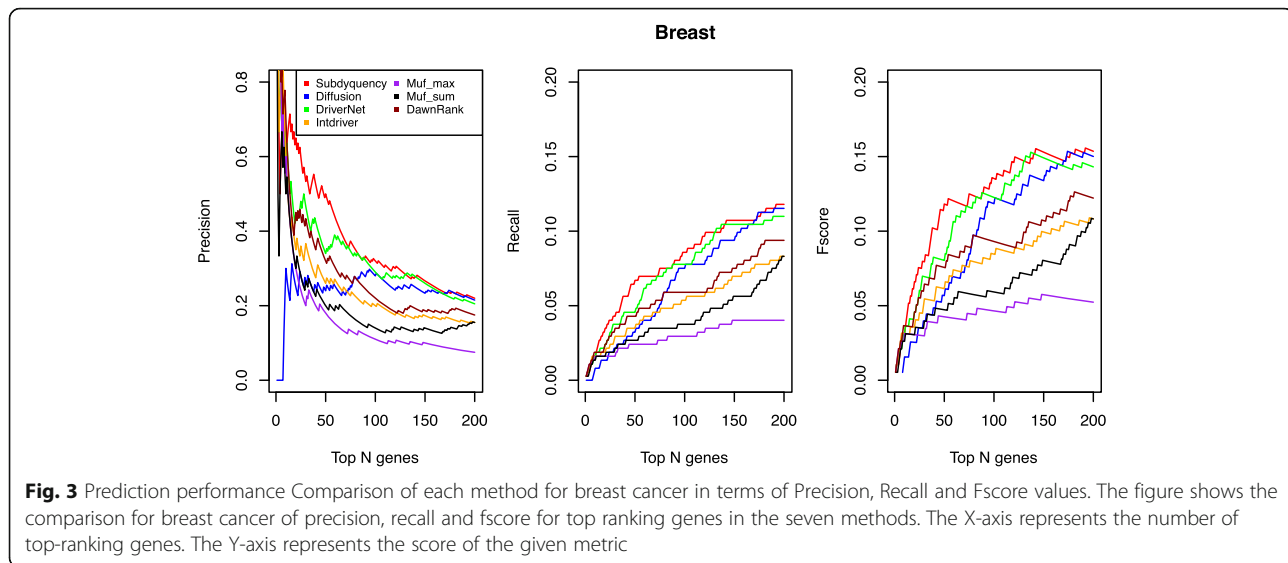 Breast
Subdyquency
Diffusion
DriverNet
Intdriver
Muf_max
Muf_sum
DawnRank
Precision
0.0
0.2
0.4
0.6
0.8
0
50
100
150
200
Top N genes
Recall
0.00
0.05
0.10
0.15
0.20
0
50
100
150
200
Top N genes
Fscore
0.00
0.05
0.10
0.15
0.20
0
50
100
150
200
Top N genes
Fig. 3 Prediction performance Comparison of each method for breast cancer in terms of Precision, Recall and Fscore values. The figure shows the
comparison for breast cancer of precision, recall and fscore for top ranking genes in the seven methods. The X-axis represents the number of
top-ranking genes. The Y-axis represents the score of the given metric